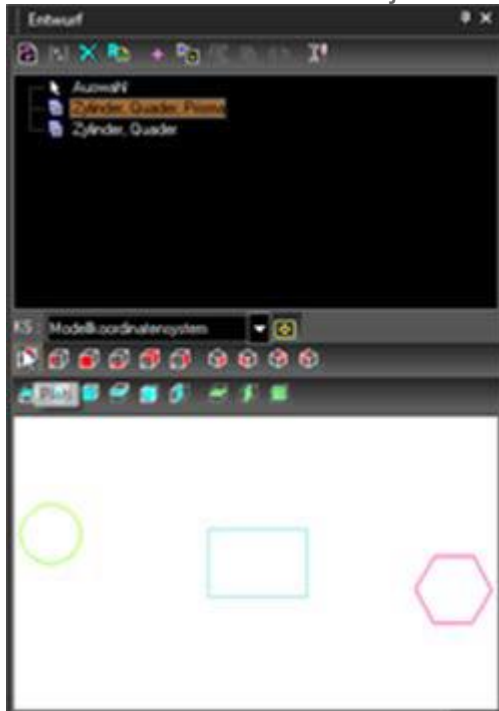 Entwurf
Auswahl
Zylinder, Quader, Prisma
Zylinder, Quader
KS: Modellkoordinatensystem